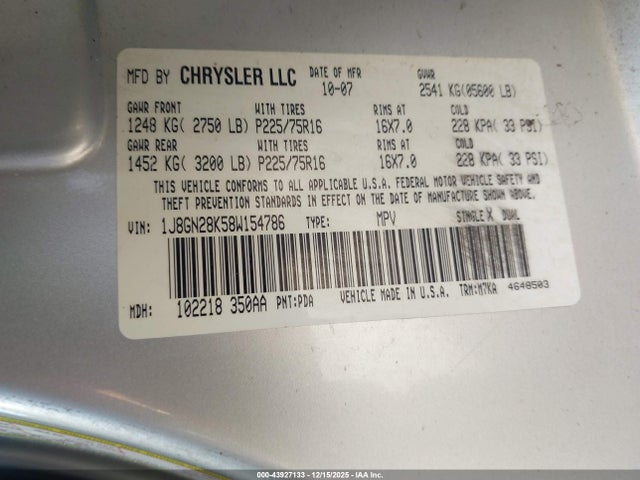 MFD BY CHRYSLER LLC DATE OF MFR GVWR
10-07 2541 KG(05600 LB)
GAWR FRONT WITH TIRES RIMS AT COLD
1248 KG( 2750 LB) P225/75R16 16X7.0 228 KPA( 33 PSI)
GAWR REAR WITH TIRES RIMS AT COLD
1452 KG( 3200 LB) P225/75R16 16X7.0 228 KPA( 33 PSI)
THIS VEHICLE CONFORMS TO ALL APPLICABLE U.S.A. FEDERAL MOTOR VEHICLE SAFETY AND
THEFT PREVENTION STANDARDS IN EFFECT ON THE DATE OF MANUFACTURE SHOWN ABOVE.
VIN: 1J8GN28K58W154786 TYPE: MPV SINGLE X DUAL
MDH: 102218 350AA PNT:PDA VEHICLE MADE IN U.S.A. TRM:M7KA 4648503
000-43927133 - 12/15/2025 - IAA, Inc.